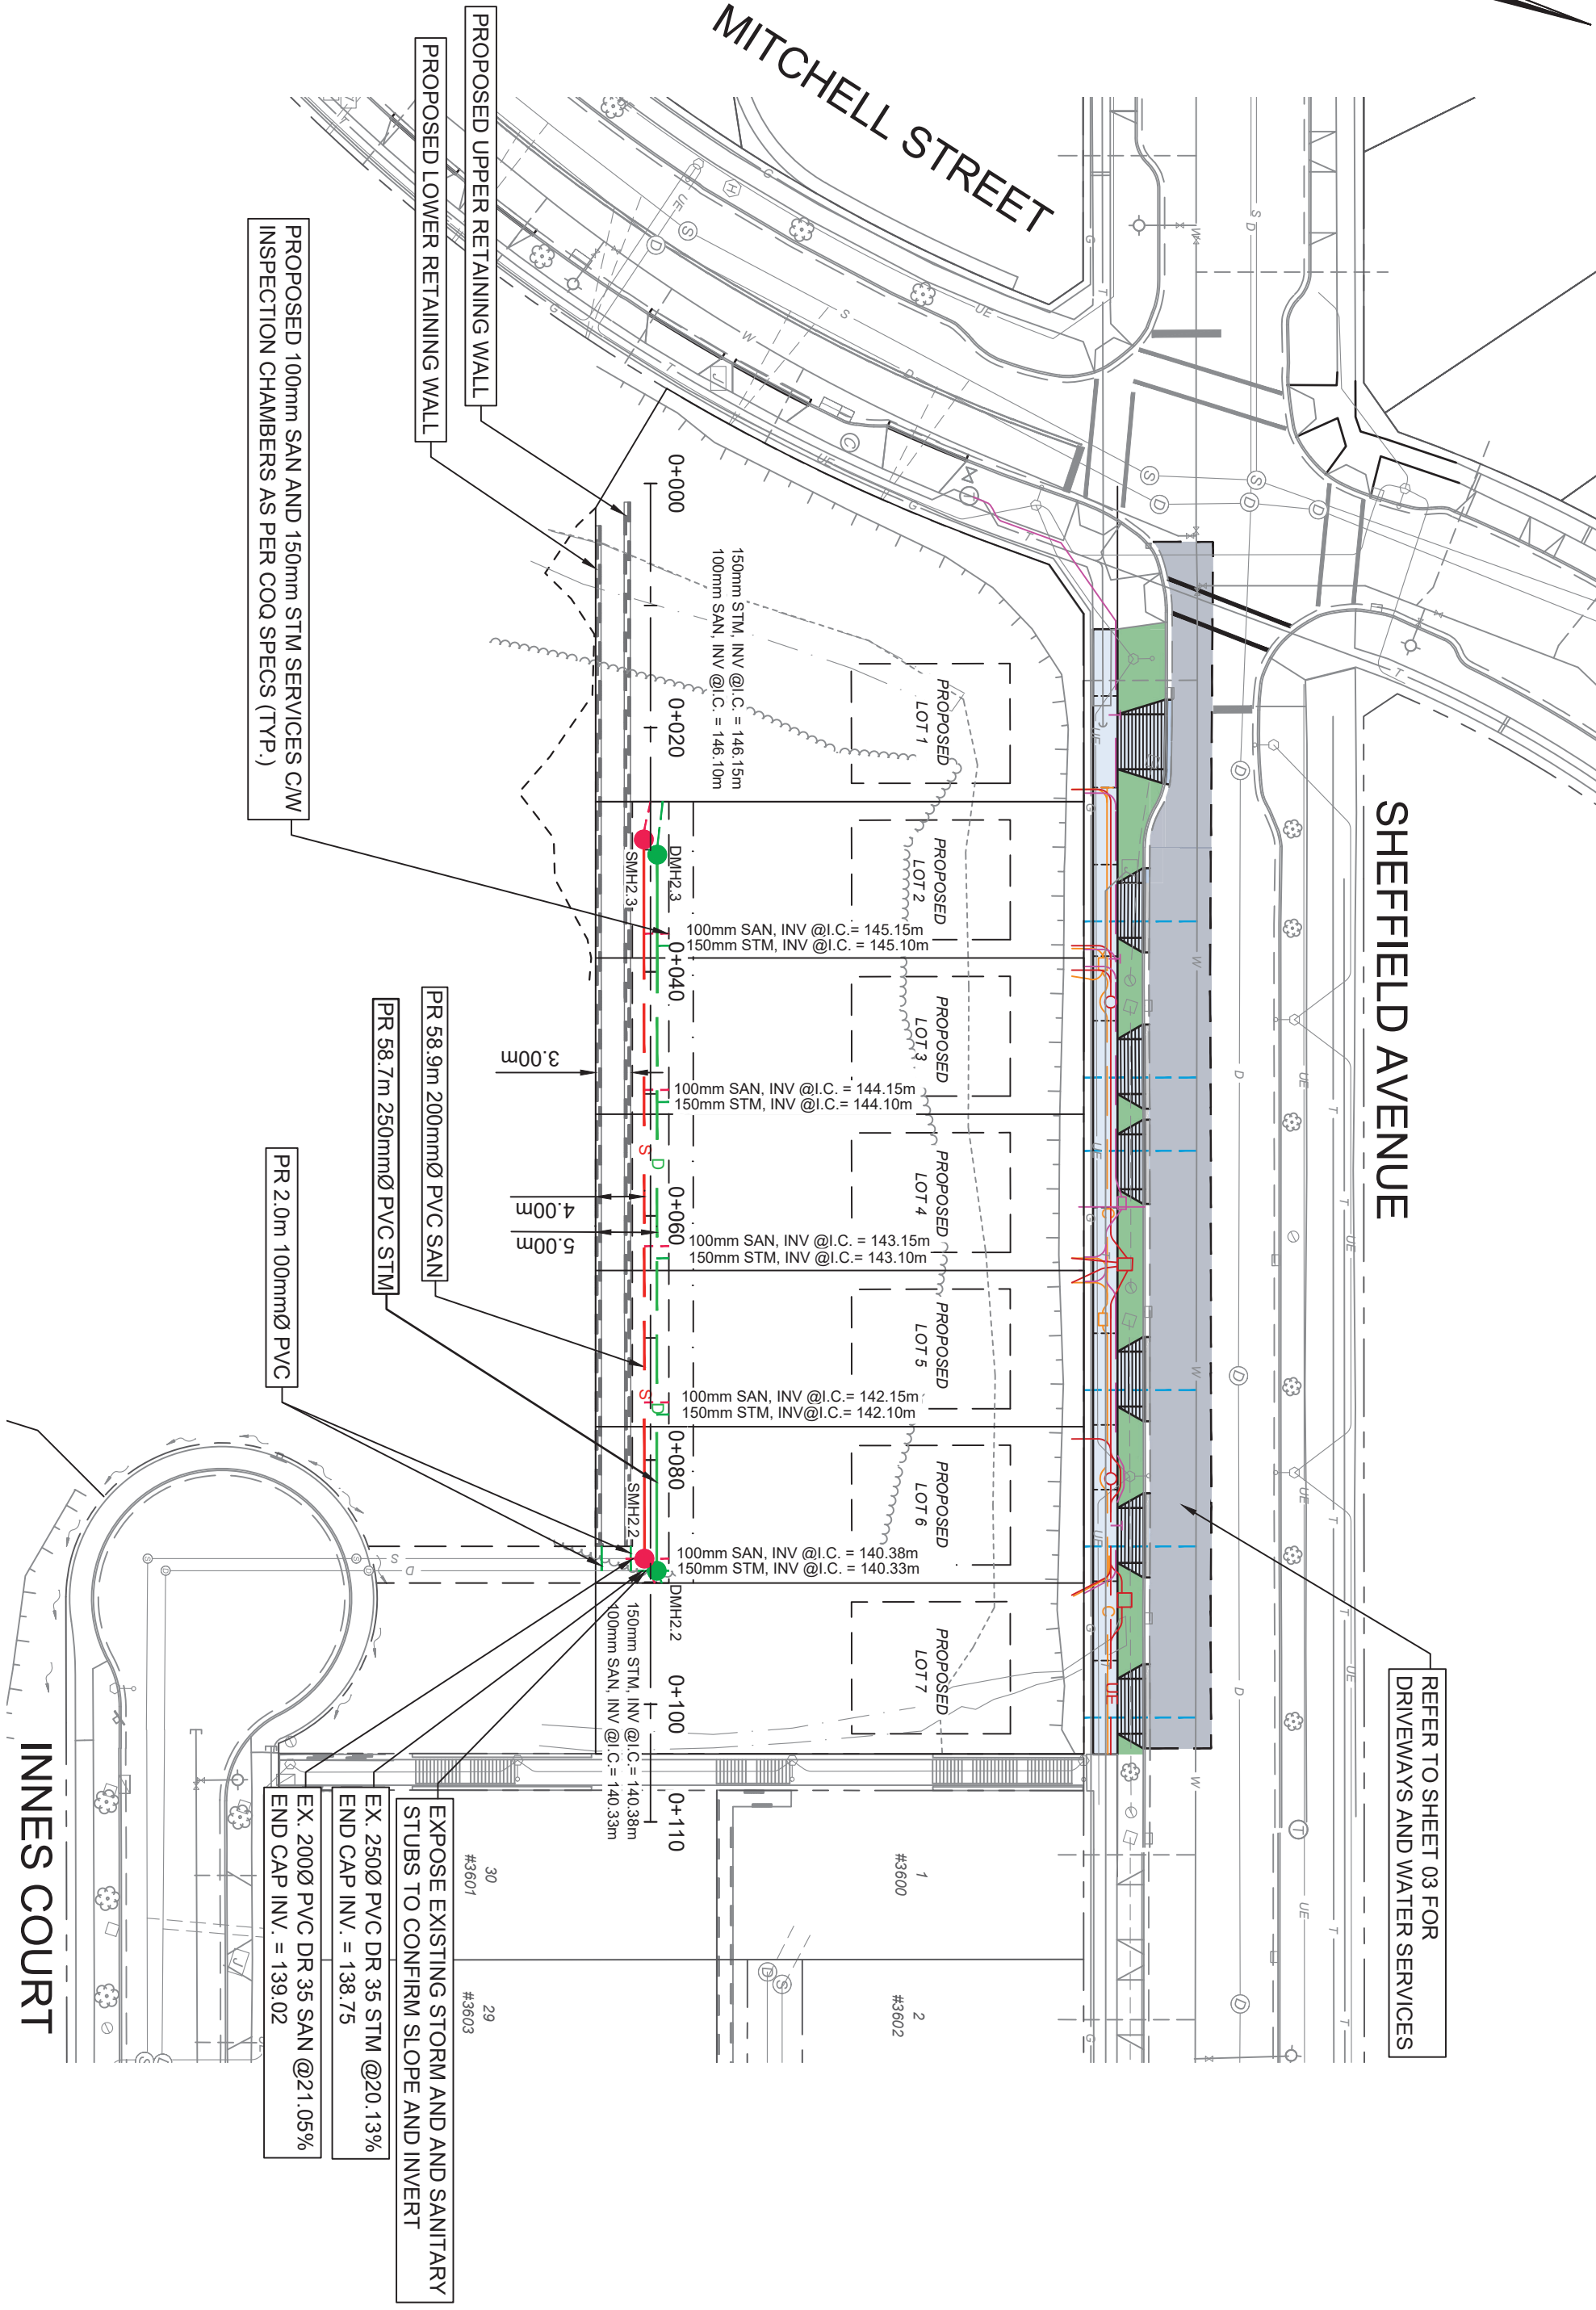 MITCHELL STREET
SHEFFIELD AVENUE
INNES COURT
PROPOSED UPPER RETAINING WALL
PROPOSED LOWER RETAINING WALL
PROPOSED 100mm SAN AND 150mm STM SERVICES C/W
INSPECTION CHAMBERS AS PER COQ SPECS (TYP.)
0+000
0+020
0+040
0+060
0+080
0+100
0+110
150mm STM, INV @I.C. = 146.15m
100mm SAN, INV @I.C. = 146.10m
PROPOSED
LOT 1
PROPOSED
LOT 2
PROPOSED
LOT 3
PROPOSED
LOT 4
PROPOSED
LOT 5
PROPOSED
LOT 6
PROPOSED
LOT 7
DMH2.3
SMH2.3
100mm SAN, INV @I.C.= 145.15m
150mm STM, INV @I.C.= 145.10m
100mm SAN, INV @I.C. = 144.15m
150mm STM, INV @I.C.= 144.10m
100mm SAN, INV @I.C.= 143.15m
150mm STM, INV @I.C.= 143.10m
100mm SAN, INV @I.C.= 142.15m
150mm STM, INV@I.C.= 142.10m
100mm SAN, INV @I.C.= 140.38m
150mm STM, INV @I.C. = 140.33m
150mm STM, INV @I.C. = 140.38m
100mm SAN, INV @I.C.= 140.33m
SMH2.2
DMH2.2
3.00m
4.00m
5.00m
S
D
S
D
PR 58.9m 200mmØ PVC SAN
PR 58.7m 250mmØ PVC STM
PR 2.0m 100mmØ PVC
REFER TO SHEET 03 FOR
DRIVEWAYS AND WATER SERVICES
EXPOSE EXISTING STORM AND AND SANITARY
STUBS TO CONFIRM SLOPE AND INVERT
EX. 250Ø PVC DR 35 STM @20.13%
END CAP INV. = 138.75
EX. 200Ø PVC DR 35 SAN @21.05%
END CAP INV. = 139.02
1
#3600
2
#3602
30
#3601
29
#3603